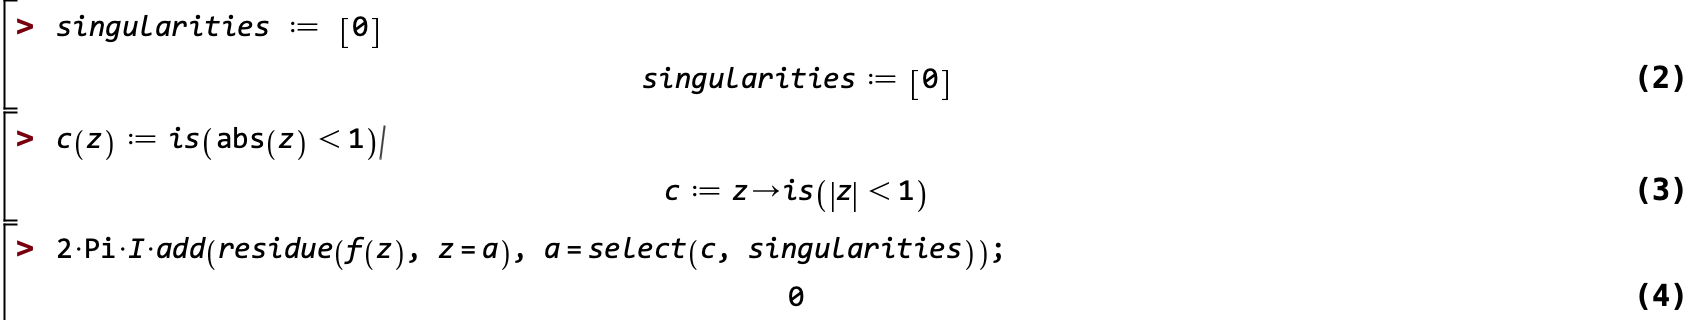 > singularities := [0]
singularities := [0] (2)
> c(z) := is(abs(z) < 1)
c := z→is(|z| < 1) (3)
> 2·Pi·I·add(residue(f(z), z=a), a=select(c, singularities));
0 (4)